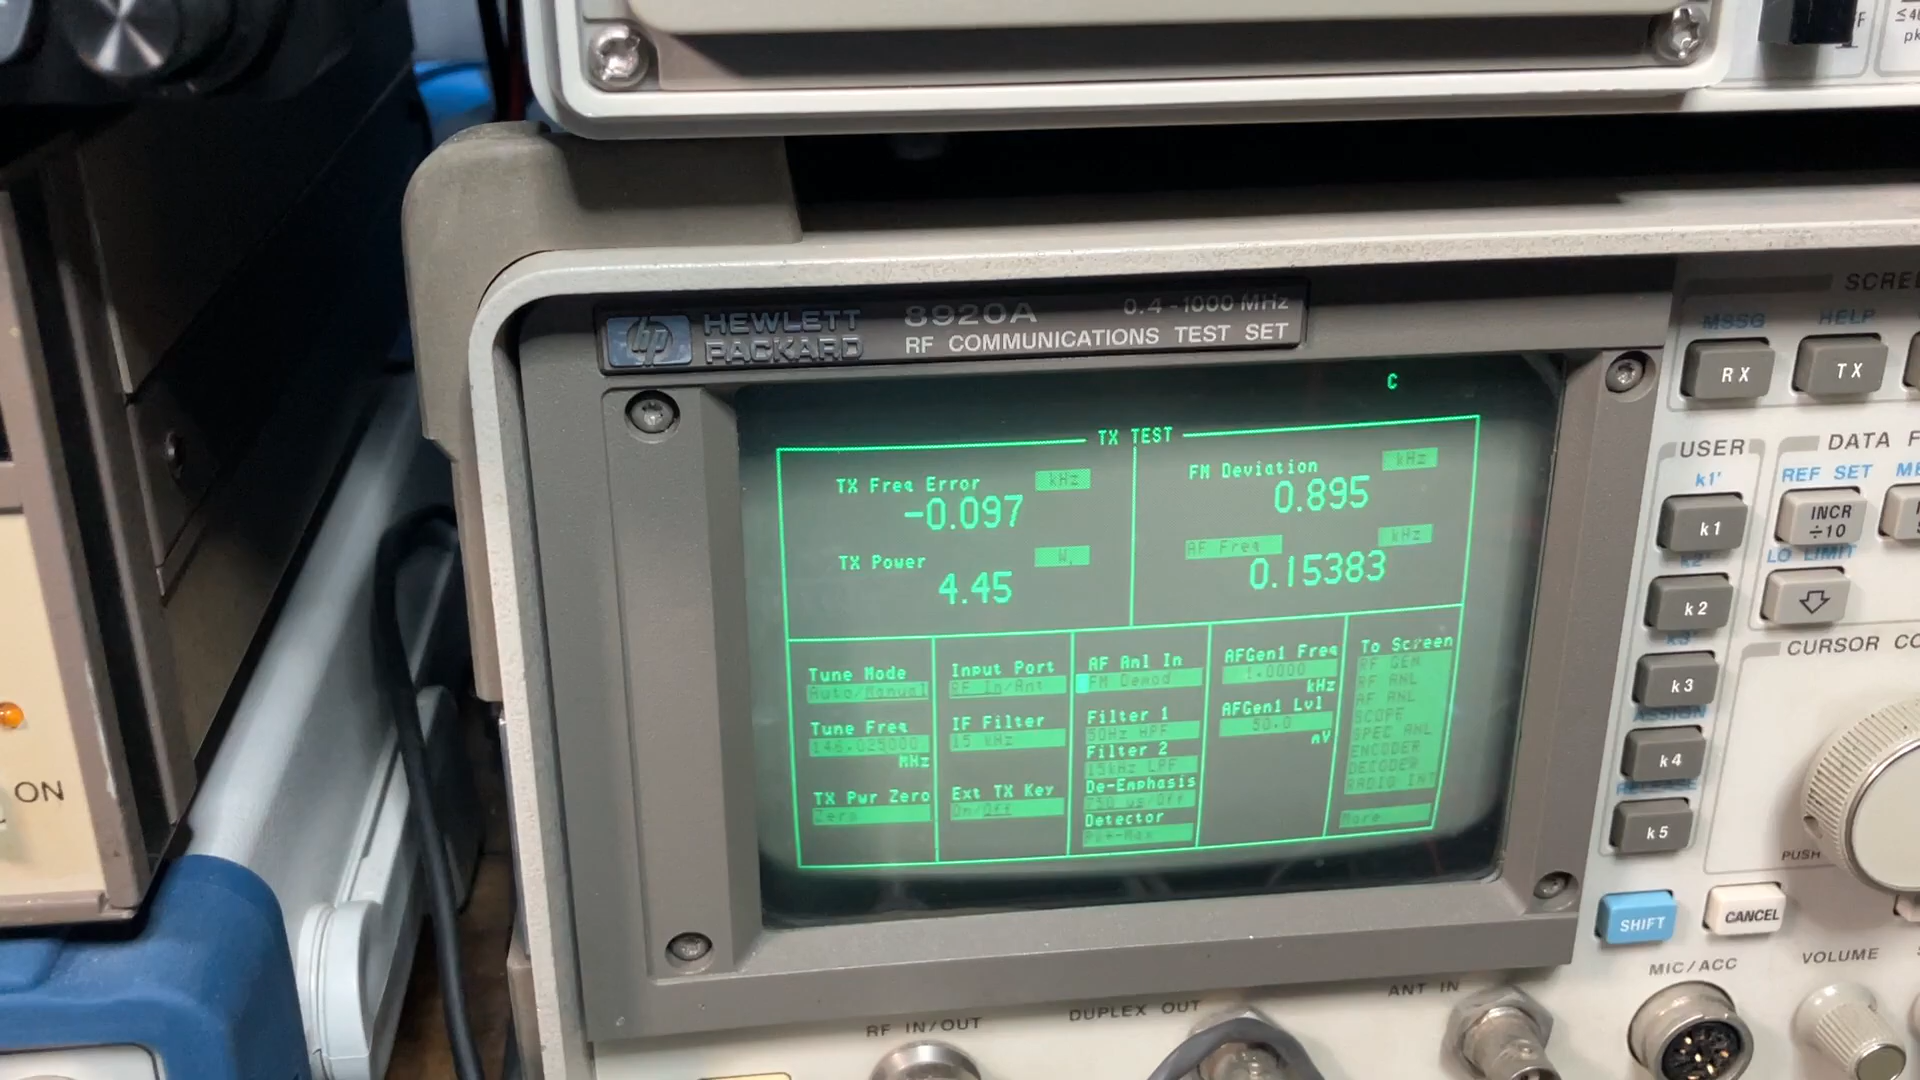 hp HEWLETT PACKARD
8920A 0.4 - 1000 MHz
RF COMMUNICATIONS TEST SET
C
TX TEST
TX Freq Error kHz
-0.097
TX Power W
4.45
FM Deviation kHz
0.895
AF Freq kHz
0.15383
Tune Mode
Auto/Manual
Tune Freq
146.025000
MHz
TX Pwr Zero
Zero
Input Port
RF In/Ant
IF Filter
15 kHz
Ext TX Key
On/Off
AF Anl In
FM Demod
Filter 1
50Hz HPF
Filter 2
15kHz LPF
De-Emphasis
750 us/Off
Detector
Pk+-Max
AFGen1 Freq
1.0000
kHz
AFGen1 Lvl
50.0
mV
To Screen
RF GEN
RF ANL
AF ANL
SCOPE
SPEC ANL
ENCODER
DECODER
RADIO INT
More
MSSG HELP
RX TX
USER
k1'
k1
k2'
k2
k3'
k3
ASSIGN
k4
RELEASE
k5
DATA
REF SET
INCR
÷10
LO LIMIT
PUSH
SHIFT
CANCEL
MIC/ACC
VOLUME
RF IN/OUT
DUPLEX OUT
ANT IN
ON